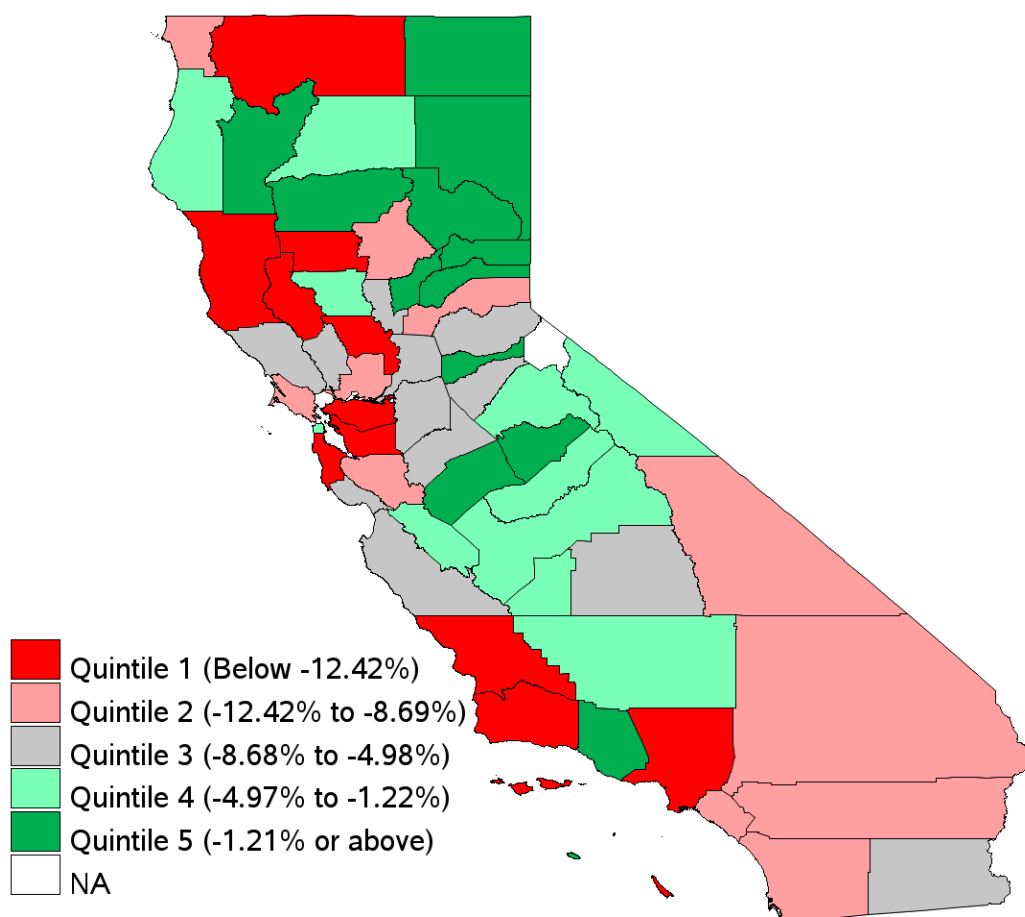 Quintile 1 (Below -12.42%)
Quintile 2 (-12.42% to -8.69%)
Quintile 3 (-8.68% to -4.98%)
Quintile 4 (-4.97% to -1.22%)
Quintile 5 (-1.21% or above)
NA